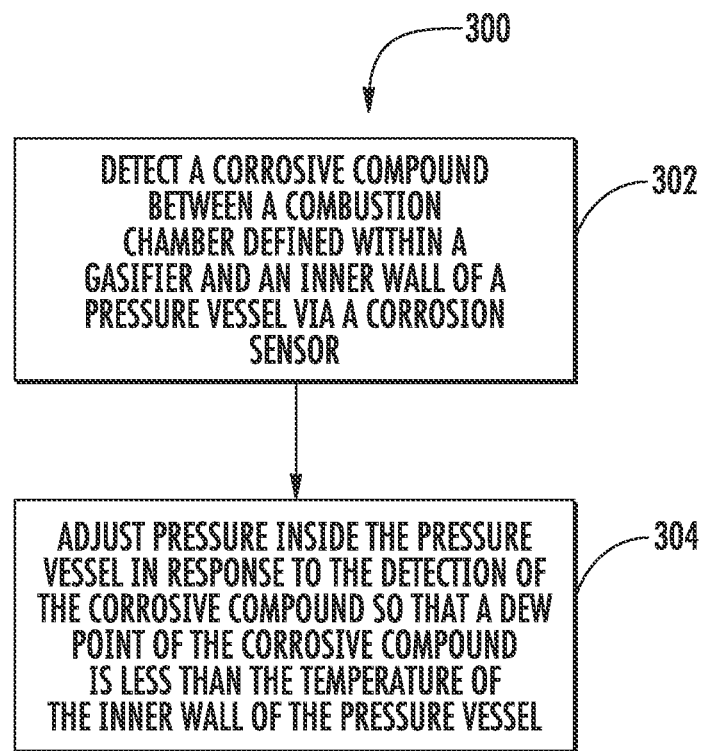 300
DETECT A CORROSIVE COMPOUND
BETWEEN A COMBUSTION
CHAMBER DEFINED WITHIN A
GASIFIER AND AN INNER WALL OF A
PRESSURE VESSEL VIA A CORROSION
SENSOR
302
ADJUST PRESSURE INSIDE THE PRESSURE
VESSEL IN RESPONSE TO THE DETECTION OF
THE CORROSIVE COMPOUND SO THAT A DEW
POINT OF THE CORROSIVE COMPOUND
IS LESS THAN THE TEMPERATURE OF
THE INNER WALL OF THE PRESSURE VESSEL
304